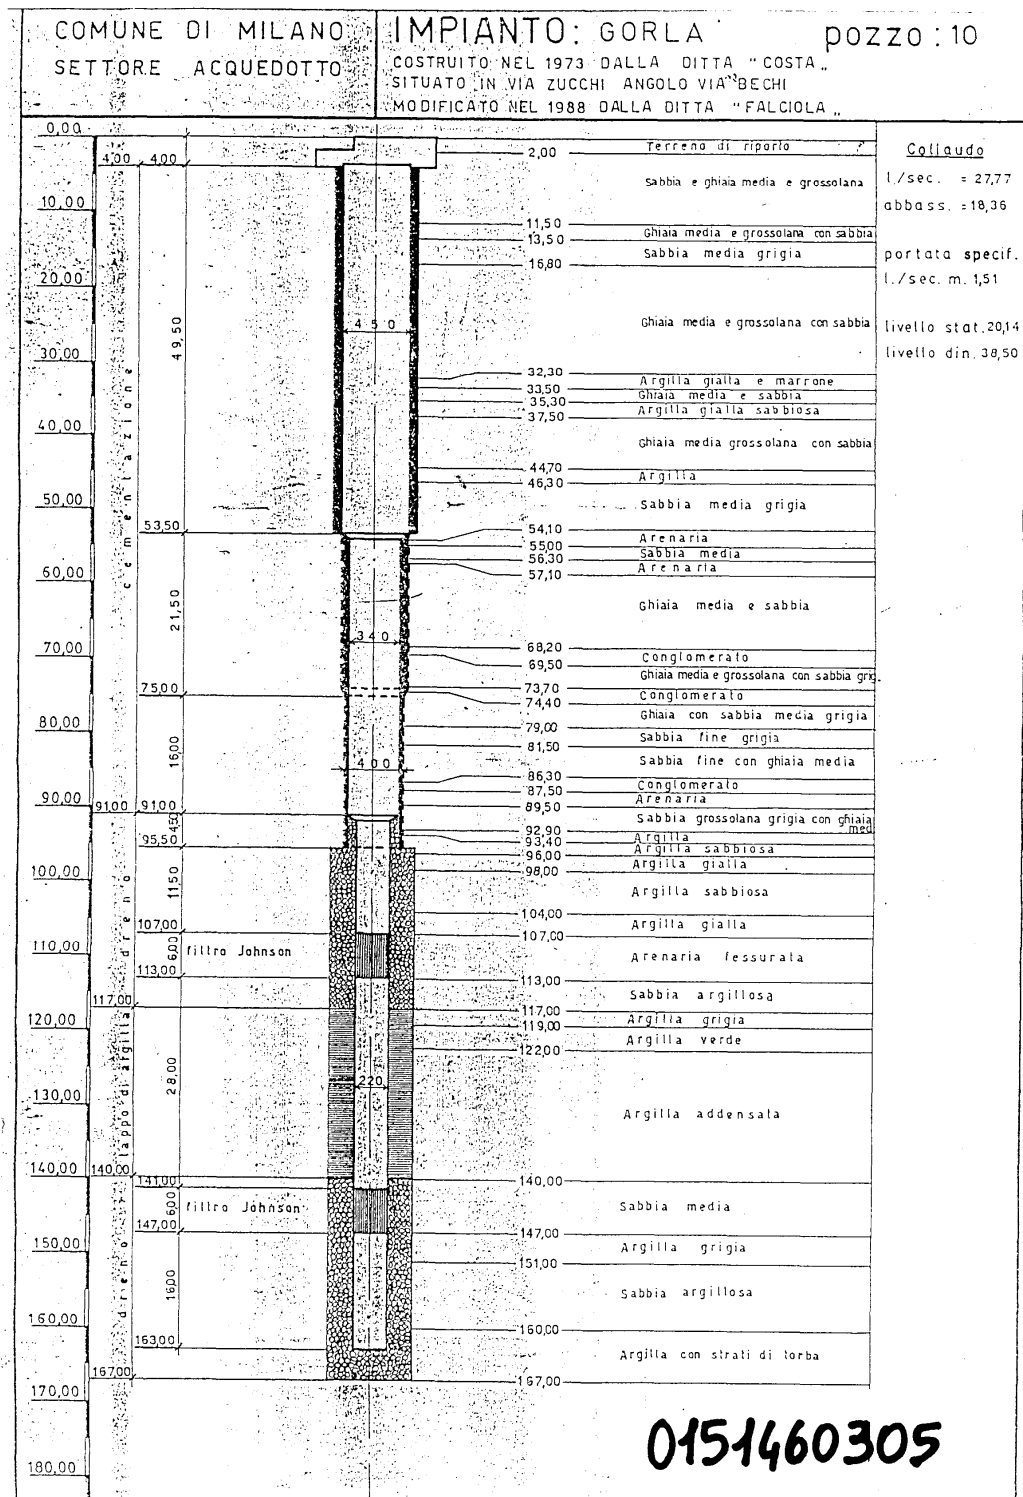 COMUNE DI MILANO
SETTORE ACQUEDOTTO
IMPIANTO: GORLA pozzo: 10
COSTRUITO NEL 1973 DALLA DITTA "COSTA„
SITUATO IN VIA ZUCCHI ANGOLO VIA BECHI
MODIFICATO NEL 1988 DALLA DITTA "FALCIOLA„
0,00
10,00
20,00
30,00
40,00
50,00
60,00
70,00
80,00
90,00
100,00
110,00
120,00
130,00
140,00
150,00
160,00
170,00
180,00
4,00
91,00
117,00
140,00
167,00
cementazione
dreno
tappo di argilla
dreno
4,00
53,50
75,00
91,00
95,50
107,00
113,00
141,00
147,00
163,00
49,50
21,50
16,00
4,50
11,50
6,00
28,00
6,00
16,00
filtro Johnson
filtro Johnson
450
340
400
220
Terreno di riporto
2,00
Sabbia e ghiaia media e grossolana
11,50
Ghiaia media e grossolana con sabbia
13,50
Sabbia media grigia
16,80
Ghiaia media e grossolana con sabbia
32,30
Argilla gialla e marrone
33,50
Ghiaia media e sabbia
35,30
Argilla gialla sabbiosa
37,50
Ghiaia media grossolana con sabbia
44,70
Argilla
46,30
Sabbia media grigia
54,10
Arenaria
55,00
Sabbia media
56,30
Arenaria
57,10
Ghiaia media e sabbia
68,20
Conglomerato
69,50
Ghiaia media e grossolana con sabbia grig.
73,70
Conglomerato
74,40
Ghiaia con sabbia media grigia
79,00
Sabbia fine grigia
81,50
Sabbia fine con ghiaia media
86,30
Conglomerato
87,50
Arenaria
89,50
Sabbia grossolana grigia con ghiaia
med
92,90
Argilla
93,40
Argilla sabbiosa
96,00
Argilla gialla
98,00
Argilla sabbiosa
104,00
Argilla gialla
107,00
Arenaria fessurata
113,00
Sabbia argillosa
117,00
Argilla grigia
119,00
Argilla verde
122,00
Argilla addensata
140,00
Sabbia media
147,00
Argilla grigia
151,00
Sabbia argillosa
160,00
Argilla con strati di torba
167,00
Collaudo
l./sec. = 27,77
abbass. = 18,36
portata specif.
l./sec. m. 1,51
livello stat. 20,14
livello din. 38,50
0151460305